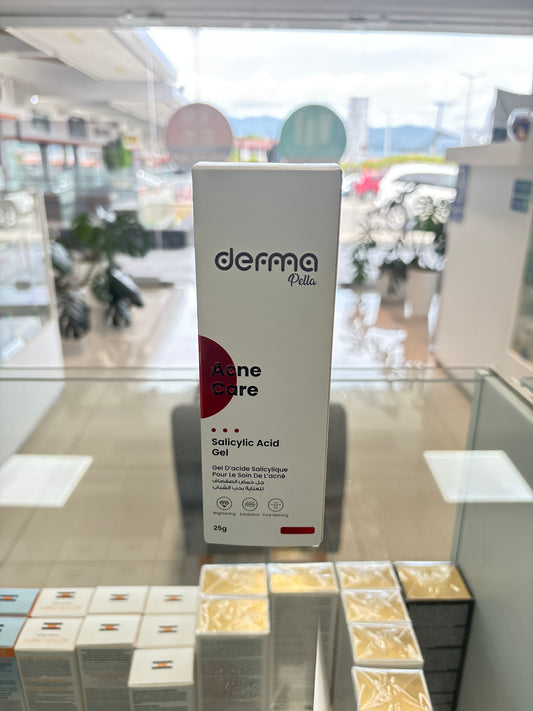 derma
Pella
Acne
Care
Salicylic Acid
Gel
Gel D'acide Salicylique
Pour Le Soin De L'acné
جل حمض الصفصاف
للعناية بحب الشباب
Brightening Exfoliation Pore Refining
25g